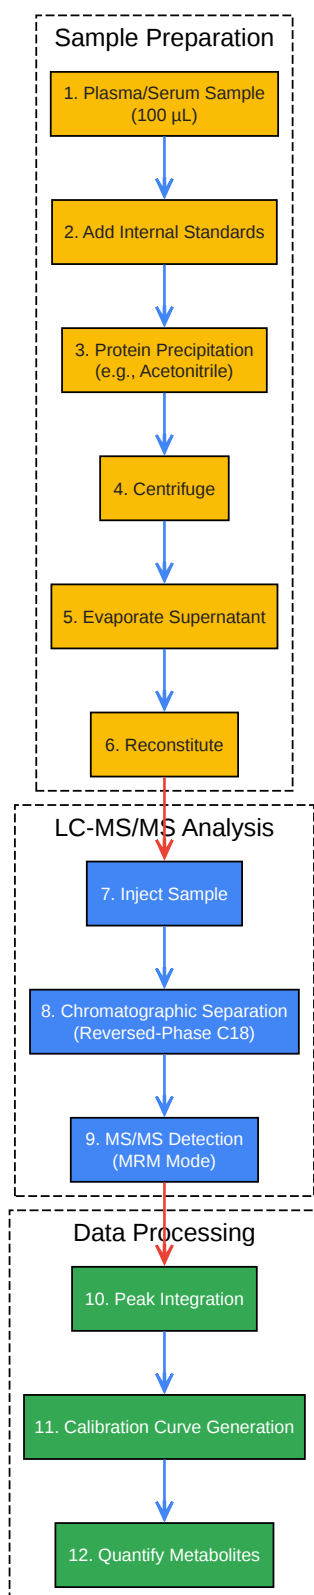 Sample Preparation
1. Plasma/Serum Sample
(100 µL)
2. Add Internal Standards
3. Protein Precipitation
(e.g., Acetonitrile)
4. Centrifuge
5. Evaporate Supernatant
6. Reconstitute
LC-MS/MS Analysis
7. Inject Sample
8. Chromatographic Separation
(Reversed-Phase C18)
9. MS/MS Detection
(MRM Mode)
Data Processing
10. Peak Integration
11. Calibration Curve Generation
12. Quantify Metabolites